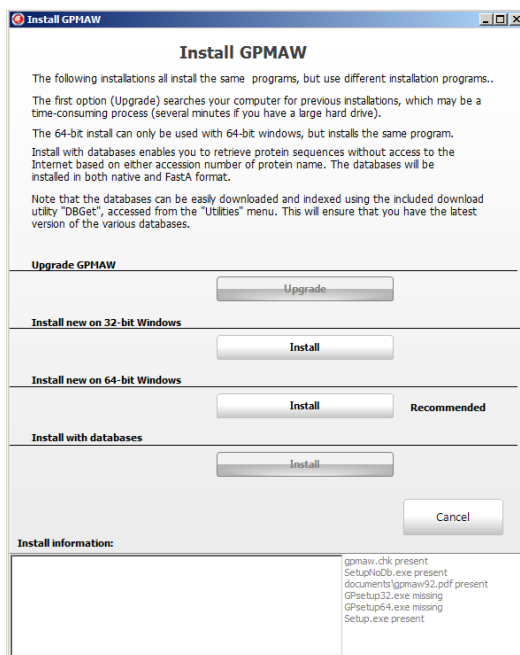 Install GPMAW
Install GPMAW
The following installations all install the same programs, but use different installation programs..
The first option (Upgrade) searches your computer for previous installations, which may be a
time-consuming process (several minutes if you have a large hard drive).
The 64-bit install can only be used with 64-bit windows, but installs the same program.
Install with databases enables you to retrieve protein sequences without access to the
Internet based on either accession number of protein name. The databases will be
installed in both native and FastA format.
Note that the databases can be easily downloaded and indexed using the included download
utility "DBGet", accessed from the "Utilities" menu. This will ensure that you have the latest
version of the various databases.
Upgrade GPMAW
Upgrade
Install new on 32-bit Windows
Install
Install new on 64-bit Windows
Install
Recommended
Install with databases
Install
Cancel
Install information:
gpmaw.chk present
SetupNoDb.exe present
documents\gpmaw92.pdf present
GPsetup32.exe missing
GPsetup64.exe missing
Setup.exe present